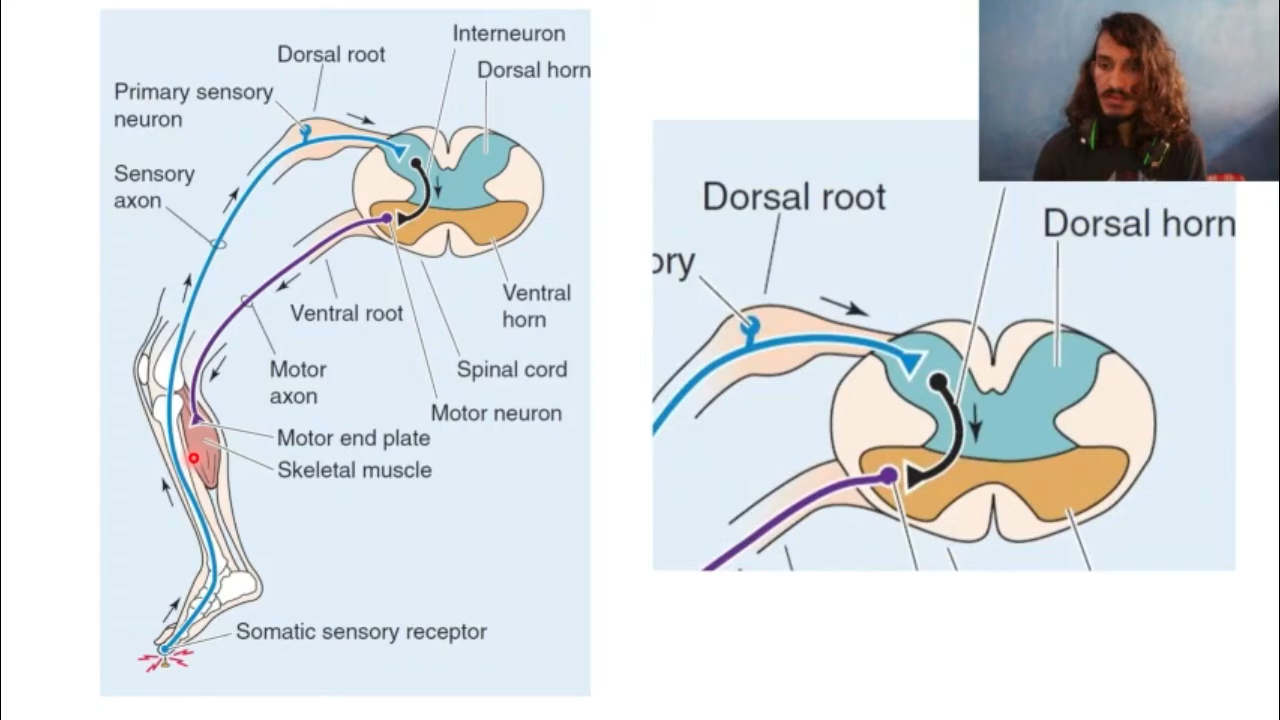 Interneuron
Dorsal root
Dorsal horn
Primary sensory
neuron
Sensory
axon
Ventral root
Ventral
horn
Motor
axon
Spinal cord
Motor neuron
Motor end plate
Skeletal muscle
Somatic sensory receptor
Dorsal root
Dorsal horn
ory